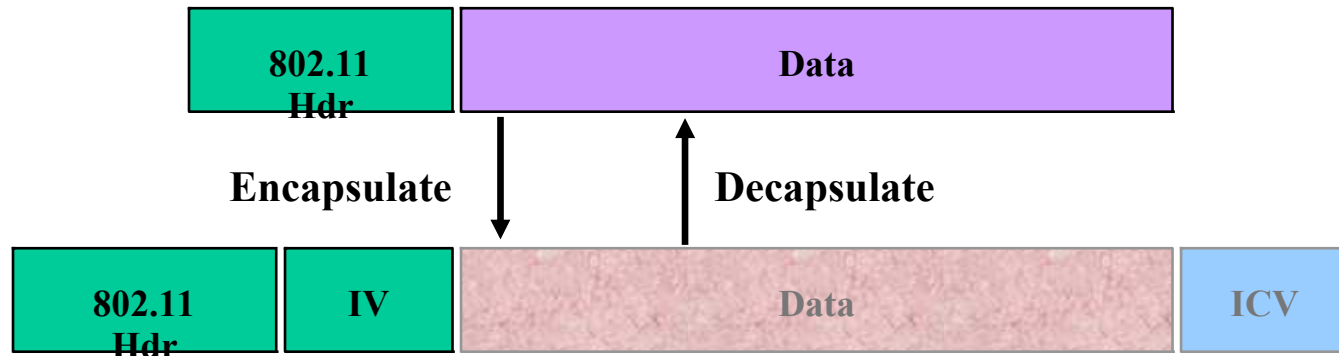 802.11
Hdr
Data
Encapsulate
Decapsulate
802.11
Hdr
IV
Data
ICV